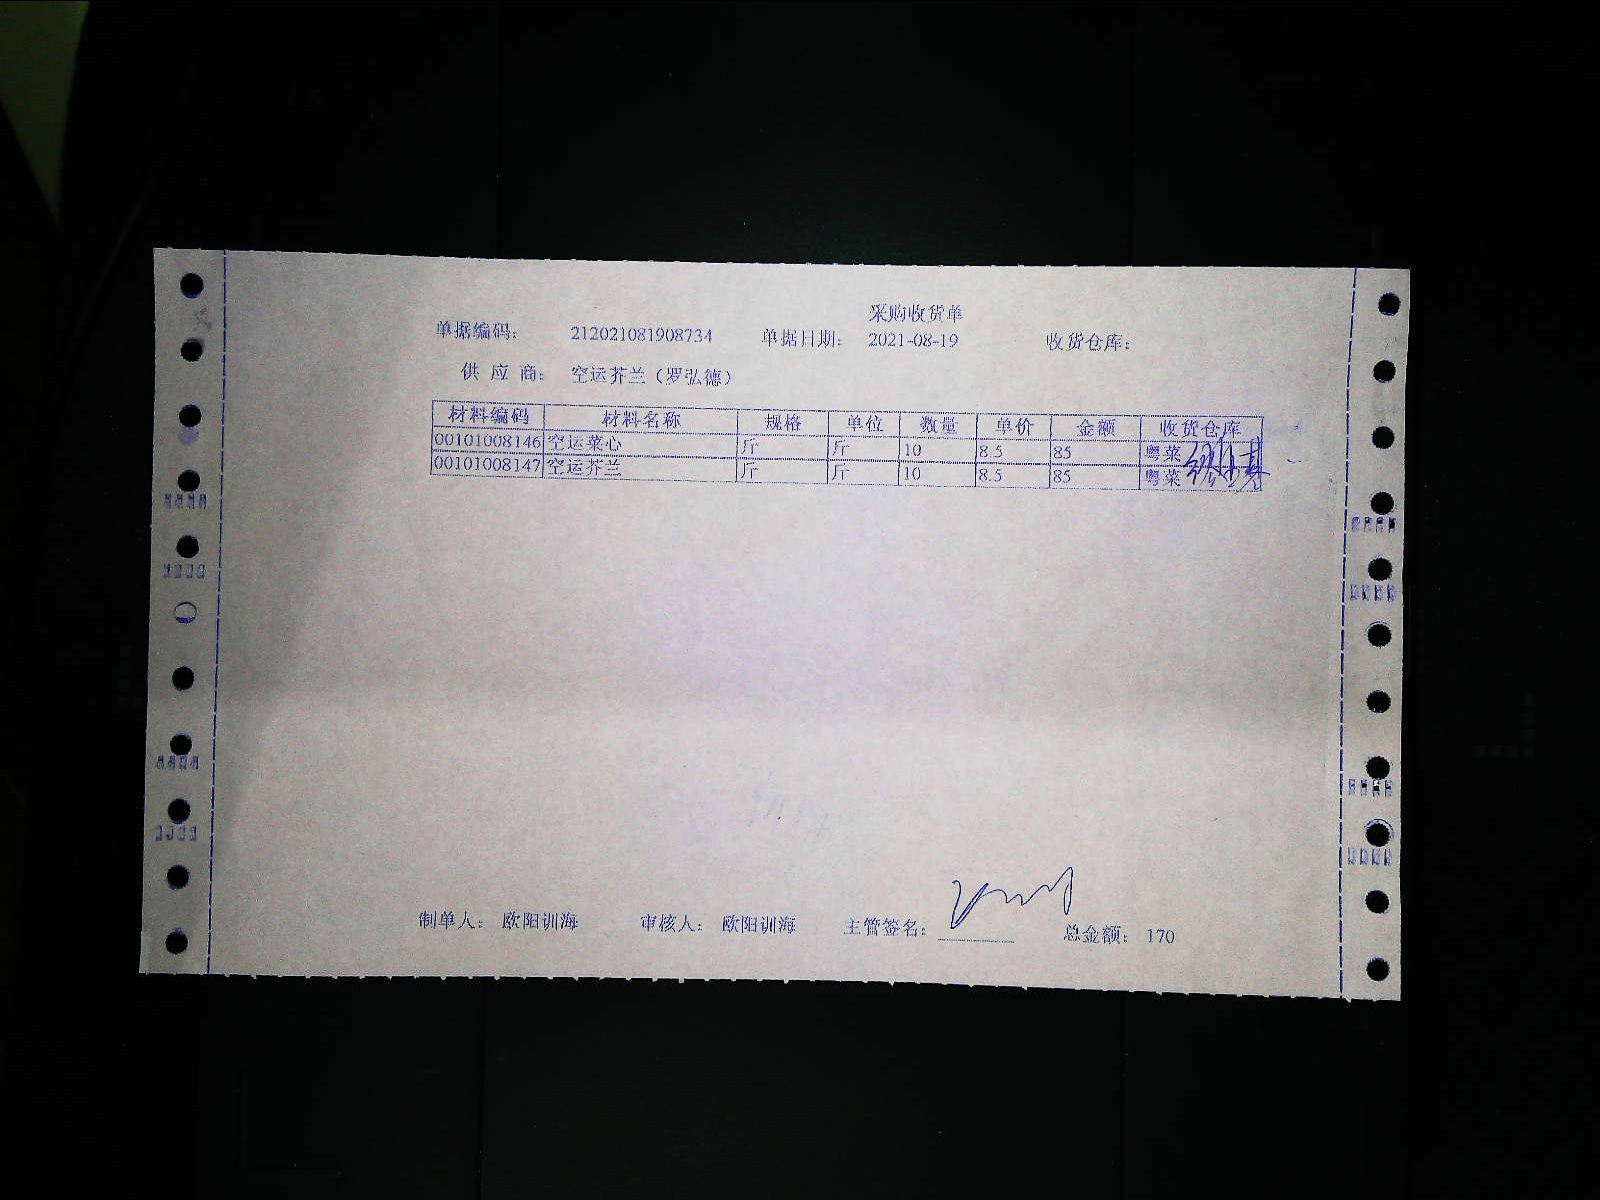 采购收货单
单据编码： 212021081908734 单据日期： 2021-08-19 收货仓库：
供 应 商： 空运芥兰（罗弘德）
材料编码 材料名称 规格 单位 数量 单价 金额 收货仓库
00101008146 空运菜心 斤 斤 10 8.5 85 粤菜
00101008147 空运芥兰 斤 斤 10 8.5 85 粤菜
制单人： 欧阳训海 审核人： 欧阳训海 主管签名： 总金额： 170